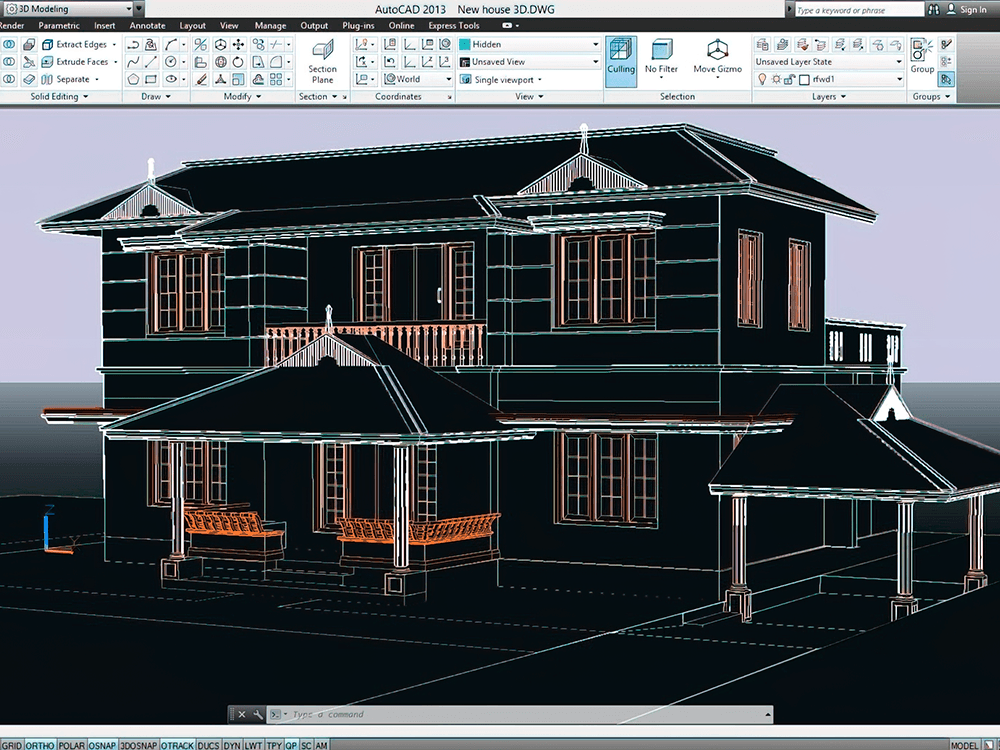 3D Modeling
AutoCAD 2013 New house 3D.DWG
Type a keyword or phrase
Sign In
Render Parametric Insert Annotate Layout View Manage Output Plug-ins Online Express Tools
Extract Edges
Extrude Faces
Separate
Section Plane
World
Hidden
Unsaved View
Single viewport
Culling
No Filter
Move Gizmo
Unsaved Layer State
rfwd1
Group
Solid Editing Draw Modify Section Coordinates View Selection Layers Groups
Z
Y
Type a command
GRID ORTHO POLAR OSNAP 3DOSNAP OTRACK DUCS DYN LWT TPY QP SC AM
MODEL